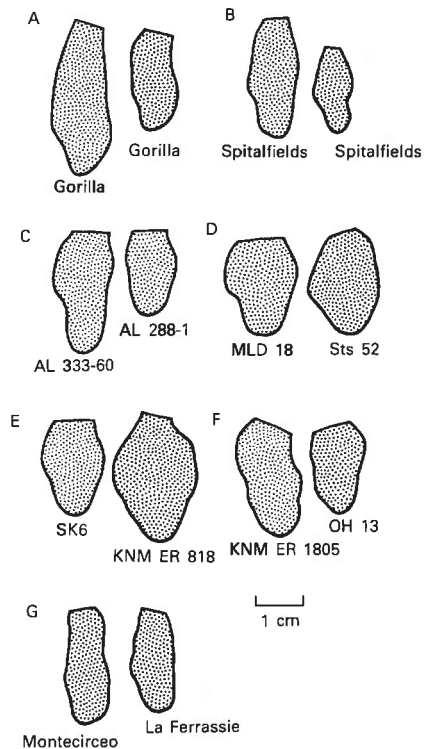 A
Gorilla
Gorilla
B
Spitalfields
Spitalfields
C
AL 333-60
AL 288-1
D
MLD 18
Sts 52
E
SK6
KNM ER 818
F
KNM ER 1805
OH 13
1 cm
G
Montecirceo
La Ferrassie